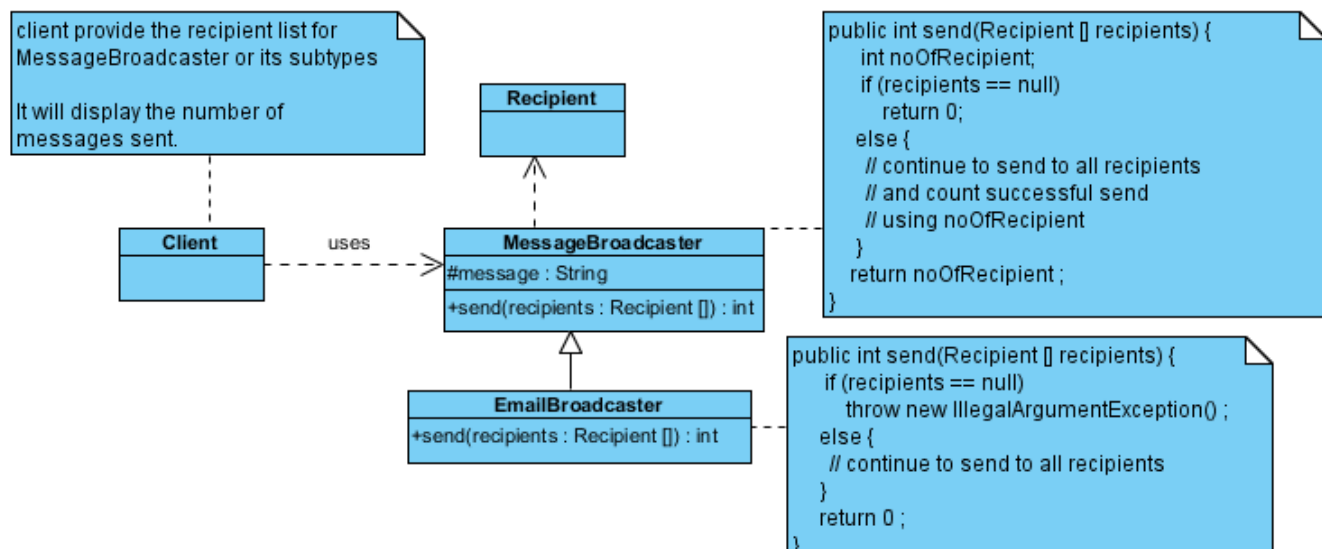 client provide the recipient list for
MessageBroadcaster or its subtypes
It will display the number of
messages sent.
Recipient
public int send(Recipient [] recipients) {
int noOfRecipient;
if (recipients == null)
return 0;
else {
// continue to send to all recipients
// and count successful send
// using noOfRecipient
}
return noOfRecipient ;
}
Client
uses
MessageBroadcaster
#message : String
+send(recipients : Recipient []) : int
EmailBroadcaster
+send(recipients : Recipient []) : int
public int send(Recipient [] recipients) {
if (recipients == null)
throw new IllegalArgumentException() ;
else {
// continue to send to all recipients
}
return 0 ;
}